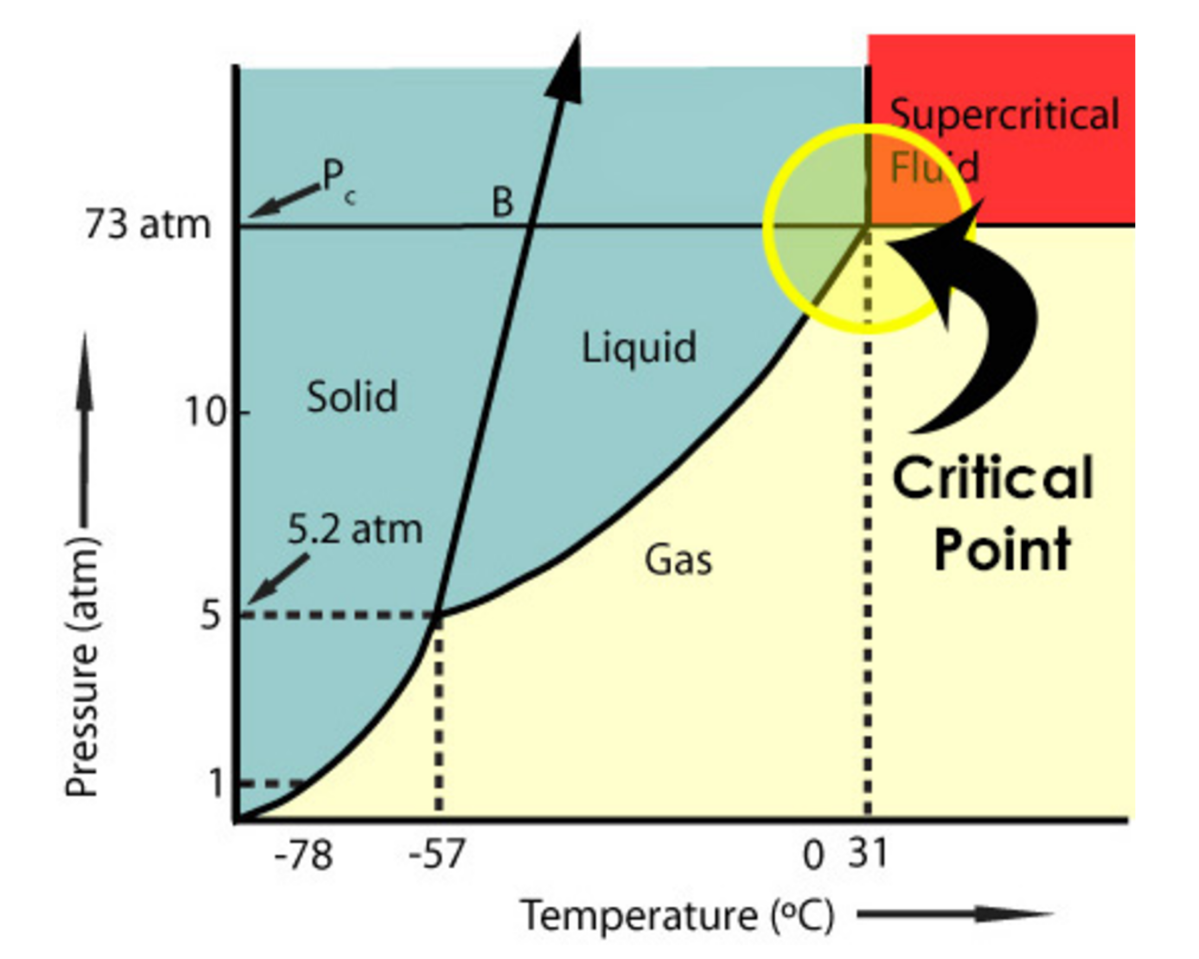 Supercritical
Fluid
P c
B
73 atm
Liquid
Solid
10
Critical
Point
5.2 atm
Gas
5
1
Pressure (atm)
-78
-57
0
31
Temperature (ºC)